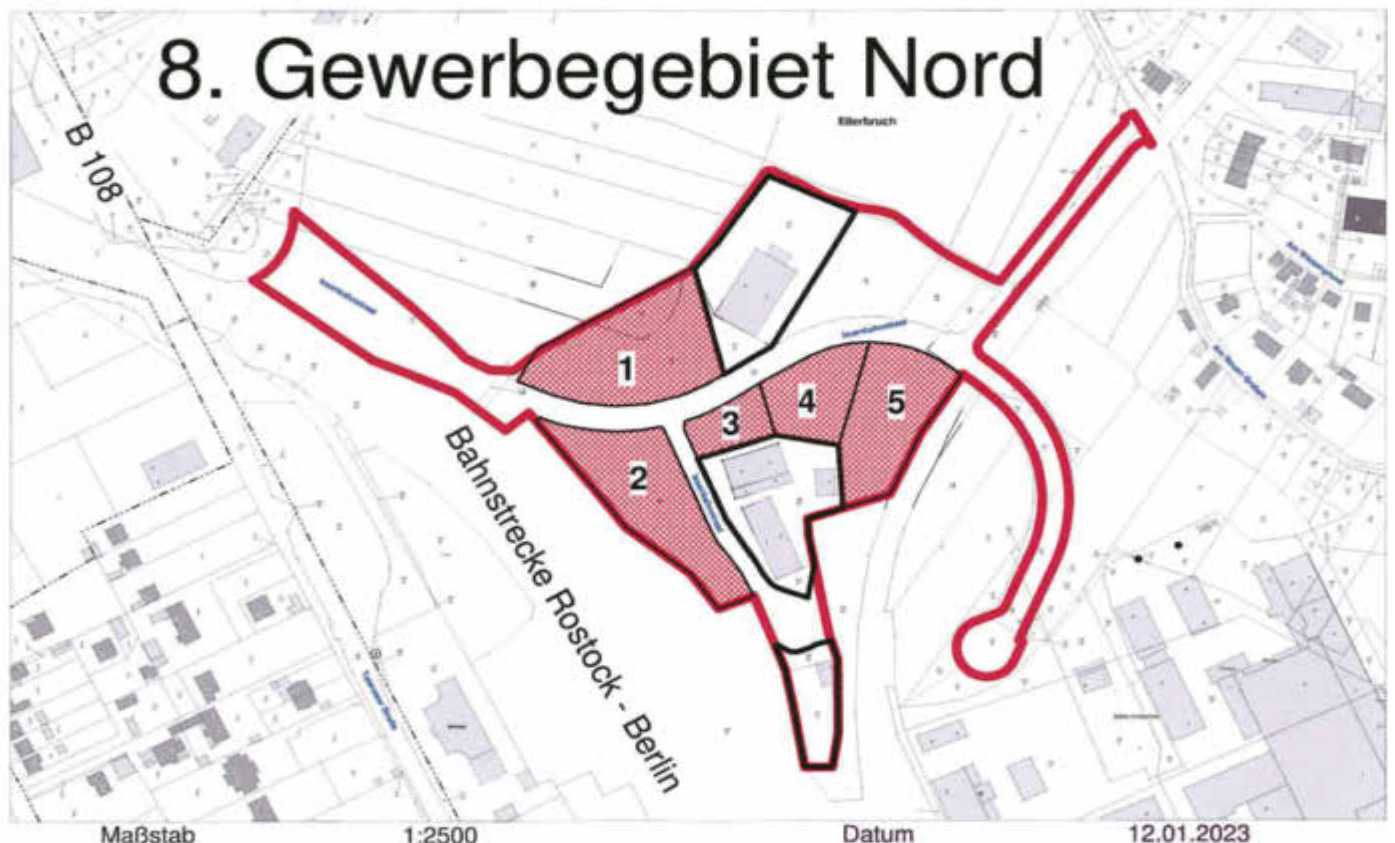 8. Gewerbegebiet Nord
Ellerbruch
B 108
1
2
3
4
5
Bahnstrecke Rostock - Berlin
Maßstab 1:2500 Datum 12.01.2023